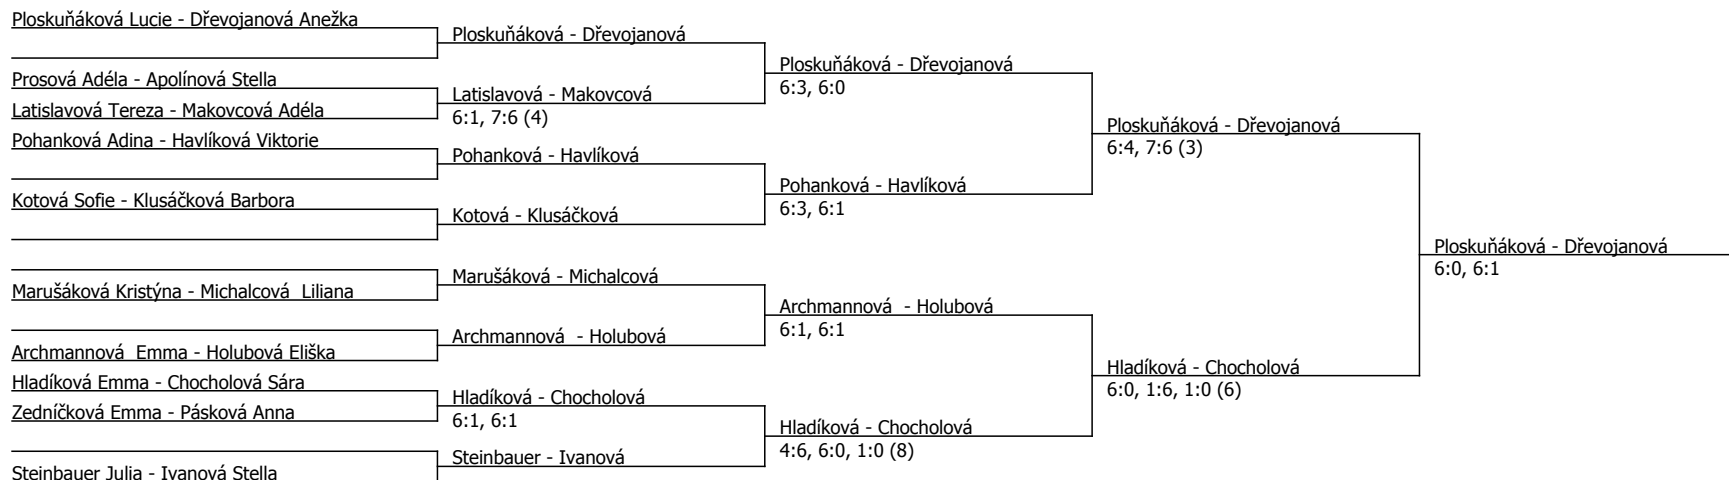 Ploskuňáková Lucie - Dřevojanová Anežka
Prosová Adéla - Apolínová Stella
Latislavová Tereza - Makovcová Adéla
Pohanková Adina - Havlíková Viktorie
Kotová Sofie - Klusáčková Barbora
Marušáková Kristýna - Michalcová  Liliana
Archmannová  Emma - Holubová Eliška
Hladíková Emma - Chocholová Sára
Zedníčková Emma - Pásková Anna
Steinbauer Julia - Ivanová Stella
Ploskuňáková - Dřevojanová
Latislavová - Makovcová
6:1, 7:6 (4)
Pohanková - Havlíková
Kotová - Klusáčková
Marušáková - Michalcová
Archmannová  - Holubová
Hladíková - Chocholová
6:1, 6:1
Steinbauer - Ivanová
Ploskuňáková - Dřevojanová
6:3, 6:0
Pohanková - Havlíková
6:3, 6:1
Archmannová  - Holubová
6:1, 6:1
Hladíková - Chocholová
4:6, 6:0, 1:0 (8)
Ploskuňáková - Dřevojanová
6:4, 7:6 (3)
Hladíková - Chocholová
6:0, 1:6, 1:0 (6)
Ploskuňáková - Dřevojanová
6:0, 6:1